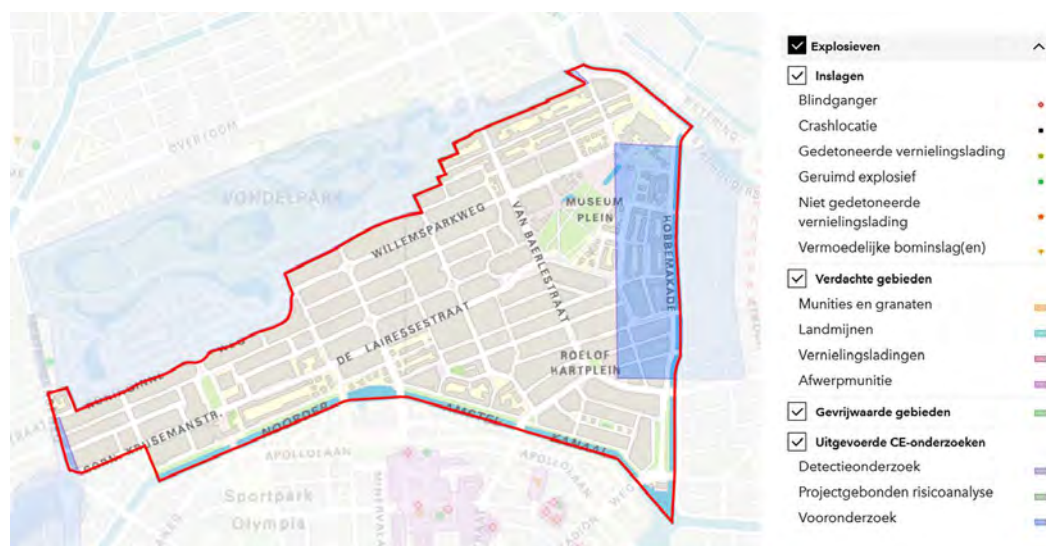 OVERTOOM
VONDELPARK
WILLEMSPARKWEG
MUSEUM
PLEIN
VAN BAERLESTRAAT
HOBBEMAKADE
DE LAIRESSESTRAAT
ROELOF
HARTPLEIN
CORN. KRUSEMANSTR.
NOORDER
AMSTEL
KANAAL
APOLLOLAAN
APOLLOLAAN
Sportpark
Olympia
WEG
Explosieven
Inslagen
Blindganger
Crashlocatie
Gedetoneerde vernielingslading
Geruimd explosief
Niet gedetoneerde
vernielingslading
Vermoedelijke bominslag(en)
Verdachte gebieden
Munities en granaten
Landmijnen
Vernielingsladingen
Afwerpmunitie
Gevrijwaarde gebieden
Uitgevoerde CE-onderzoeken
Detectieonderzoek
Projectgebonden risicoanalyse
Vooronderzoek